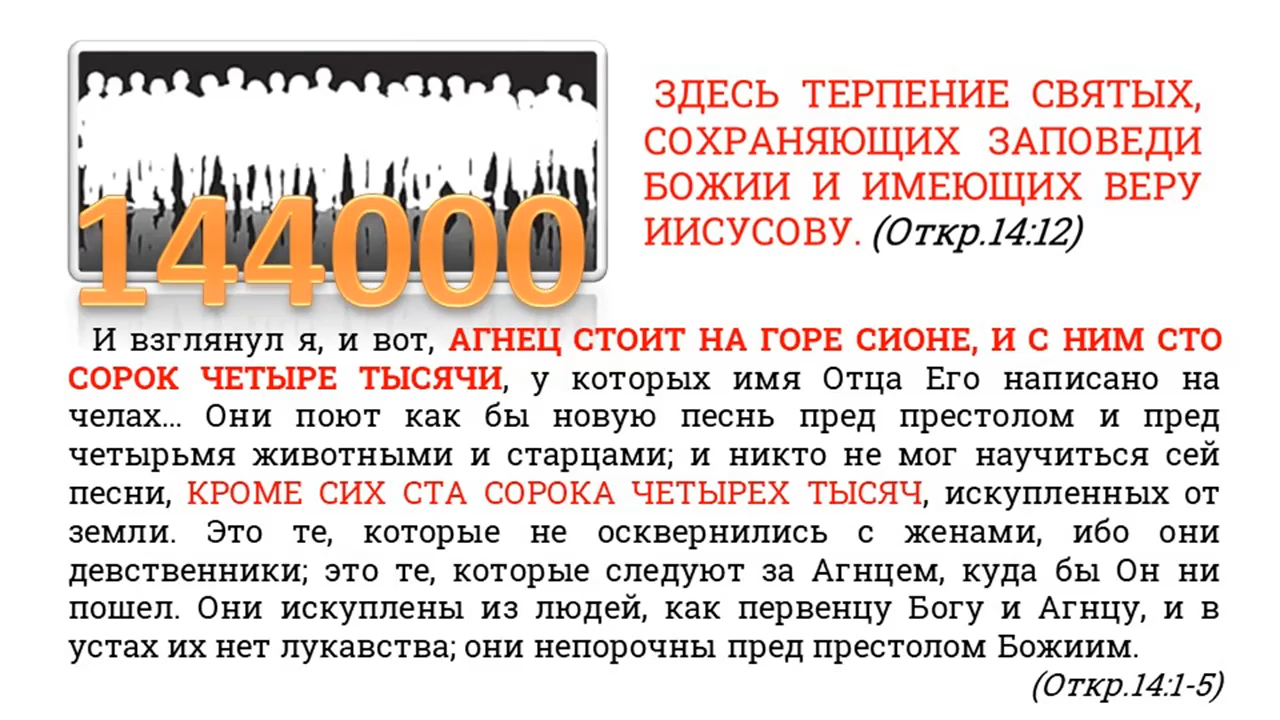 144000
ЗДЕСЬ ТЕРПЕНИЕ СВЯТЫХ,
СОХРАНЯЮЩИХ ЗАПОВЕДИ
БОЖИИ И ИМЕЮЩИХ ВЕРУ
ИИСУСОВУ. (Откр.14:12)
И взглянул я, и вот, АГНЕЦ СТОИТ НА ГОРЕ СИОНЕ, И С НИМ СТО
СОРОК ЧЕТЫРЕ ТЫСЯЧИ, у которых имя Отца Его написано на
челах... Они поют как бы новую песнь пред престолом и пред
четырьмя животными и старцами; и никто не мог научиться сей
песни, КРОМЕ СИХ СТА СОРОКА ЧЕТЫРЕХ ТЫСЯЧ, искупленных от
земли. Это те, которые не осквернились с женами, ибо они
девственники; это те, которые следуют за Агнцем, куда бы Он ни
пошел. Они искуплены из людей, как первенцу Богу и Агнцу, и в
устах их нет лукавства; они непорочны пред престолом Божиим.
(Откр.14:1-5)